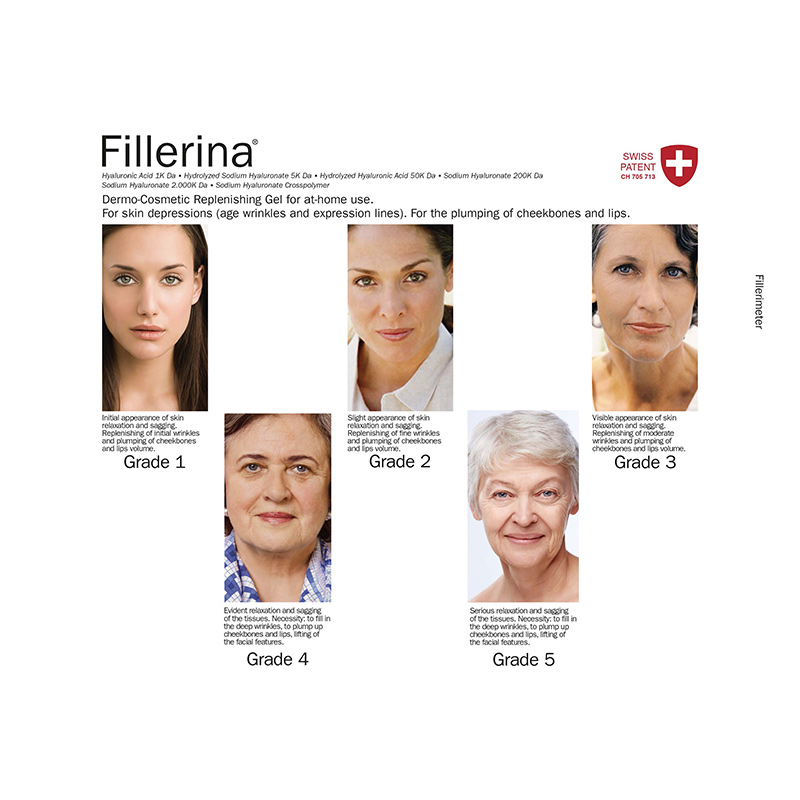 Fillerina®
Hyaluronic Acid 1K Da • Hydrolyzed Sodium Hyaluronate 5K Da • Hydrolyzed Hyaluronic Acid 50K Da • Sodium Hyaluronate 200K Da
Sodium Hyaluronate 2.000K Da • Sodium Hyaluronate Crosspolymer
SWISS
PATENT
CH 705 713
Dermo-Cosmetic Replenishing Gel for at-home use.
For skin depressions (age wrinkles and expression lines). For the plumping of cheekbones and lips.
Fillerimeter
Initial appearance of skin
relaxation and sagging.
Replenishing of initial wrinkles
and plumping of cheekbones
and lips volume.
Grade 1
Slight appearance of skin
relaxation and sagging.
Replenishing of fine wrinkles
and plumping of cheekbones
and lips volume.
Grade 2
Visible appearance of skin
relaxation and sagging.
Replenishing of moderate
wrinkles and plumping of
cheekbones and lips volume.
Grade 3
Evident relaxation and sagging
of the tissues. Necessity: to fill in
the deep wrinkles, to plump up
cheekbones and lips, lifting of
the facial features.
Grade 4
Serious relaxation and sagging
of the tissues. Necessity: to fill in
the deep wrinkles, to plump up
cheekbones and lips, lifting of
the facial features.
Grade 5